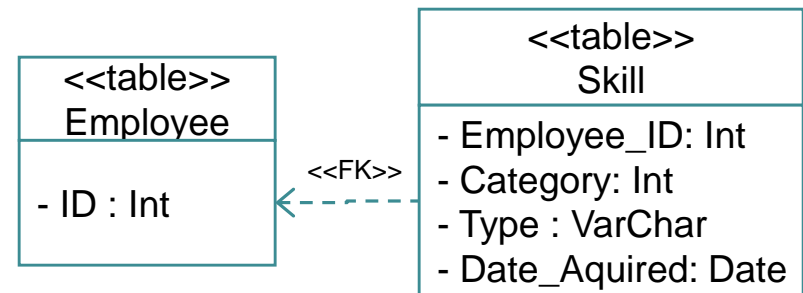 <<table>>
Employee
- ID : Int
<<FK>>
<<table>>
Skill
- Employee_ID: Int
- Category: Int
- Type : VarChar
- Date_Aquired: Date